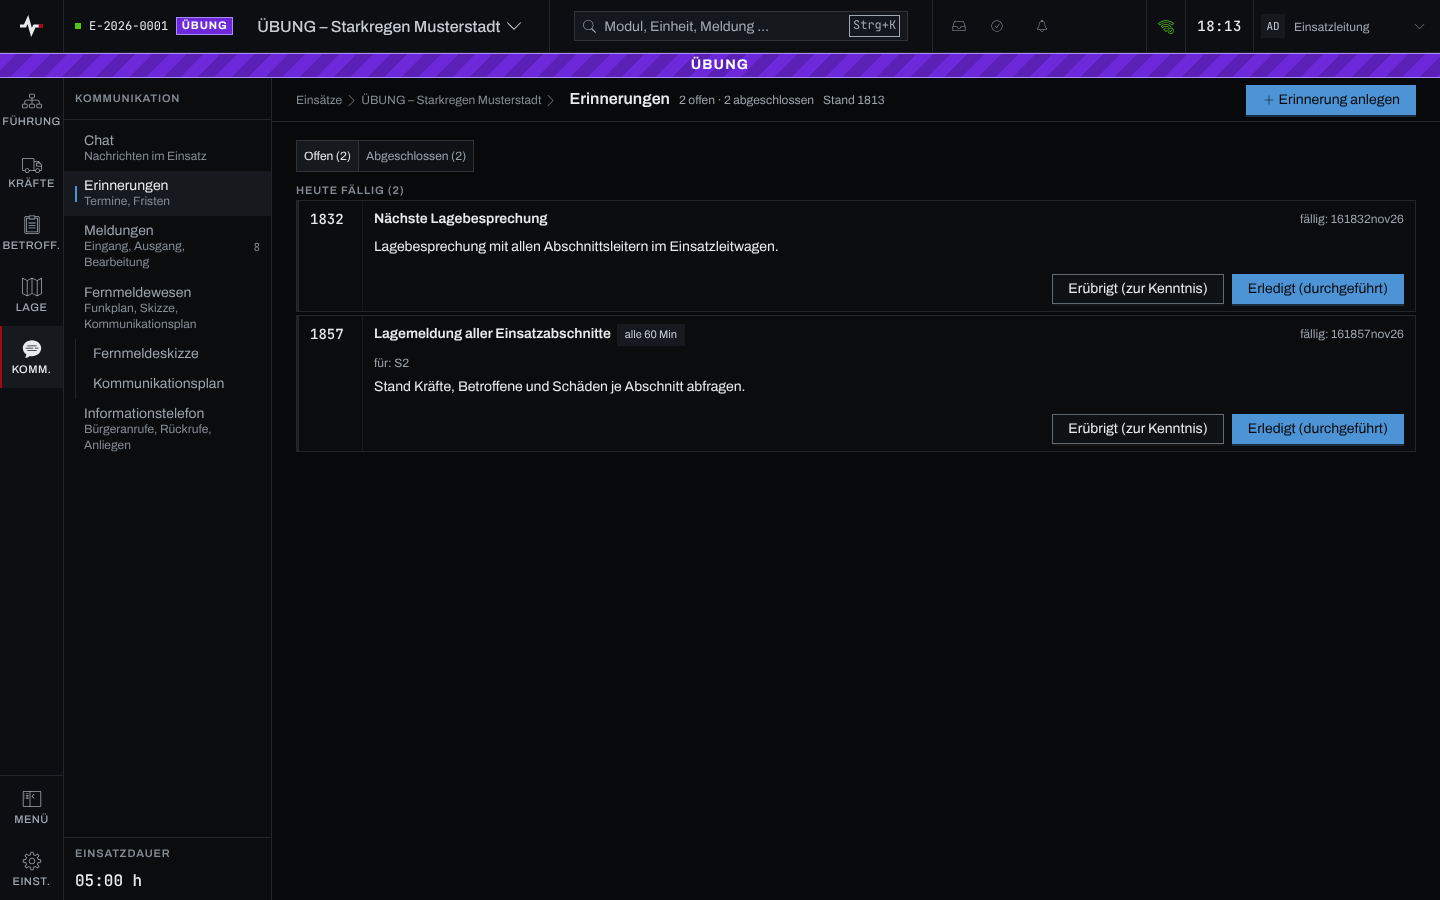 E-2026-0001 ÜBUNG ÜBUNG – Starkregen Musterstadt Modul, Einheit, Meldung ... Strg+K 18:13 AD Einsatzleitung
ÜBUNG
FÜHRUNG
KRÄFTE
BETROFF.
LAGE
KOMM.
MENÜ
EINST.
KOMMUNIKATION
Chat
Nachrichten im Einsatz
Erinnerungen
Termine, Fristen
Meldungen
Eingang, Ausgang, 8
Bearbeitung
Fernmeldewesen
Funkplan, Skizze,
Kommunikationsplan
Fernmeldeskizze
Kommunikationsplan
Informationstelefon
Bürgeranrufe, Rückrufe,
Anliegen
EINSATZDAUER
05:00 h
Einsätze ÜBUNG – Starkregen Musterstadt Erinnerungen 2 offen · 2 abgeschlossen Stand 1813 + Erinnerung anlegen
Offen (2) Abgeschlossen (2)
HEUTE FÄLLIG (2)
1832 Nächste Lagebesprechung fällig: 161832nov26
Lagebesprechung mit allen Abschnittsleitern im Einsatzleitwagen.
Erübrigt (zur Kenntnis) Erledigt (durchgeführt)
1857 Lagemeldung aller Einsatzabschnitte alle 60 Min fällig: 161857nov26
für: S2
Stand Kräfte, Betroffene und Schäden je Abschnitt abfragen.
Erübrigt (zur Kenntnis) Erledigt (durchgeführt)